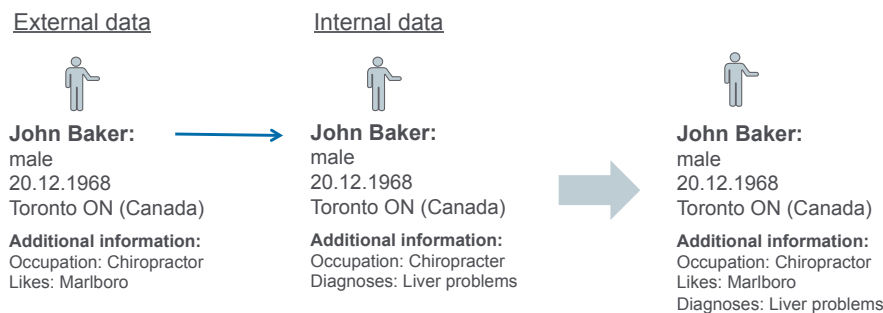 External data
John Baker:
male
20.12.1968
Toronto ON (Canada)
Additional information:
Occupation: Chiropractor
Likes: Marlboro
Internal data
John Baker:
male
20.12.1968
Toronto ON (Canada)
Additional information:
Occupation: Chiropracter
Diagnoses: Liver problems
John Baker:
male
20.12.1968
Toronto ON (Canada)
Additional information:
Occupation: Chiropractor
Likes: Marlboro
Diagnoses: Liver problems